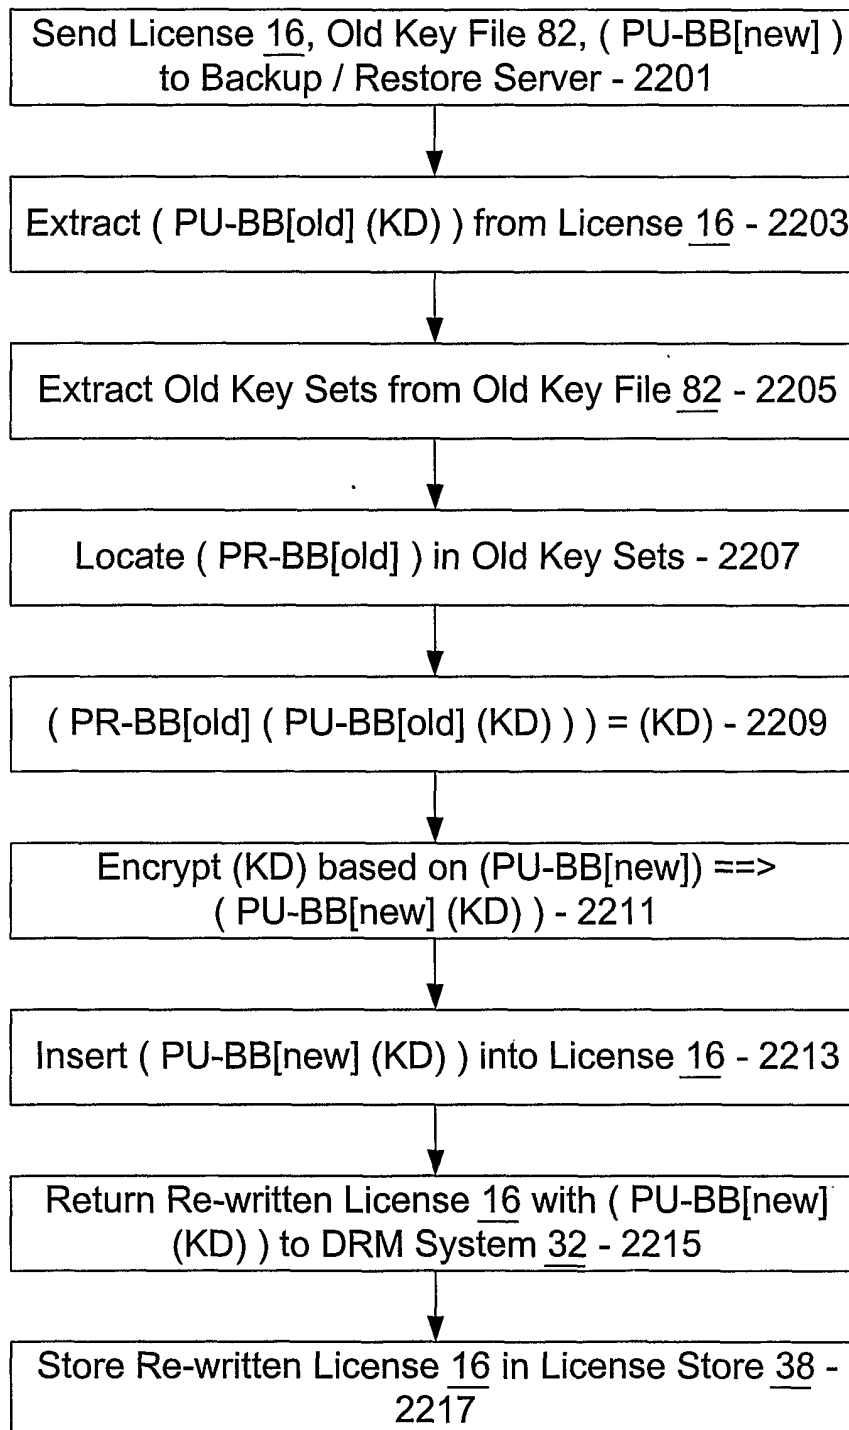 Send License 16, Old Key File 82, ( PU-BB[new] )
to Backup / Restore Server - 2201
Extract ( PU-BB[old] (KD) ) from License 16 - 2203
Extract Old Key Sets from Old Key File 82 - 2205
Locate ( PR-BB[old] ) in Old Key Sets - 2207
( PR-BB[old] ( PU-BB[old] (KD) ) ) = (KD) - 2209
Encrypt (KD) based on (PU-BB[new]) ==>
( PU-BB[new] (KD) ) - 2211
Insert ( PU-BB[new] (KD) ) into License 16 - 2213
Return Re-written License 16 with ( PU-BB[new]
(KD) ) to DRM System 32 - 2215
Store Re-written License 16 in License Store 38 -
2217